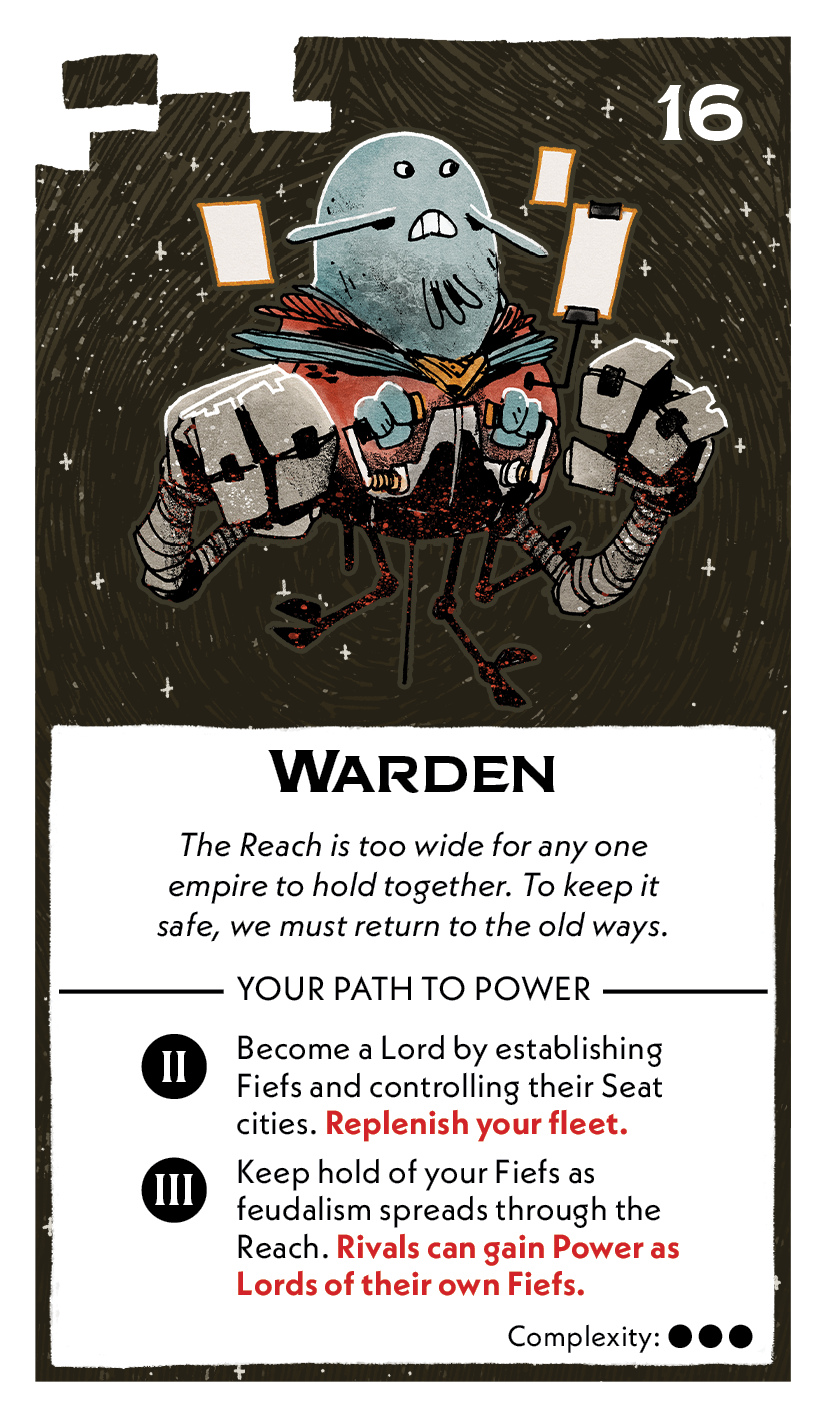 16
WARDEN
The Reach is too wide for any one
empire to hold together. To keep it
safe, we must return to the old ways.
YOUR PATH TO POWER
II
Become a Lord by establishing
Fiefs and controlling their Seat
cities. Replenish your fleet.
III
Keep hold of your Fiefs as
feudalism spreads through the
Reach. Rivals can gain Power as
Lords of their own Fiefs.
Complexity: ●●●